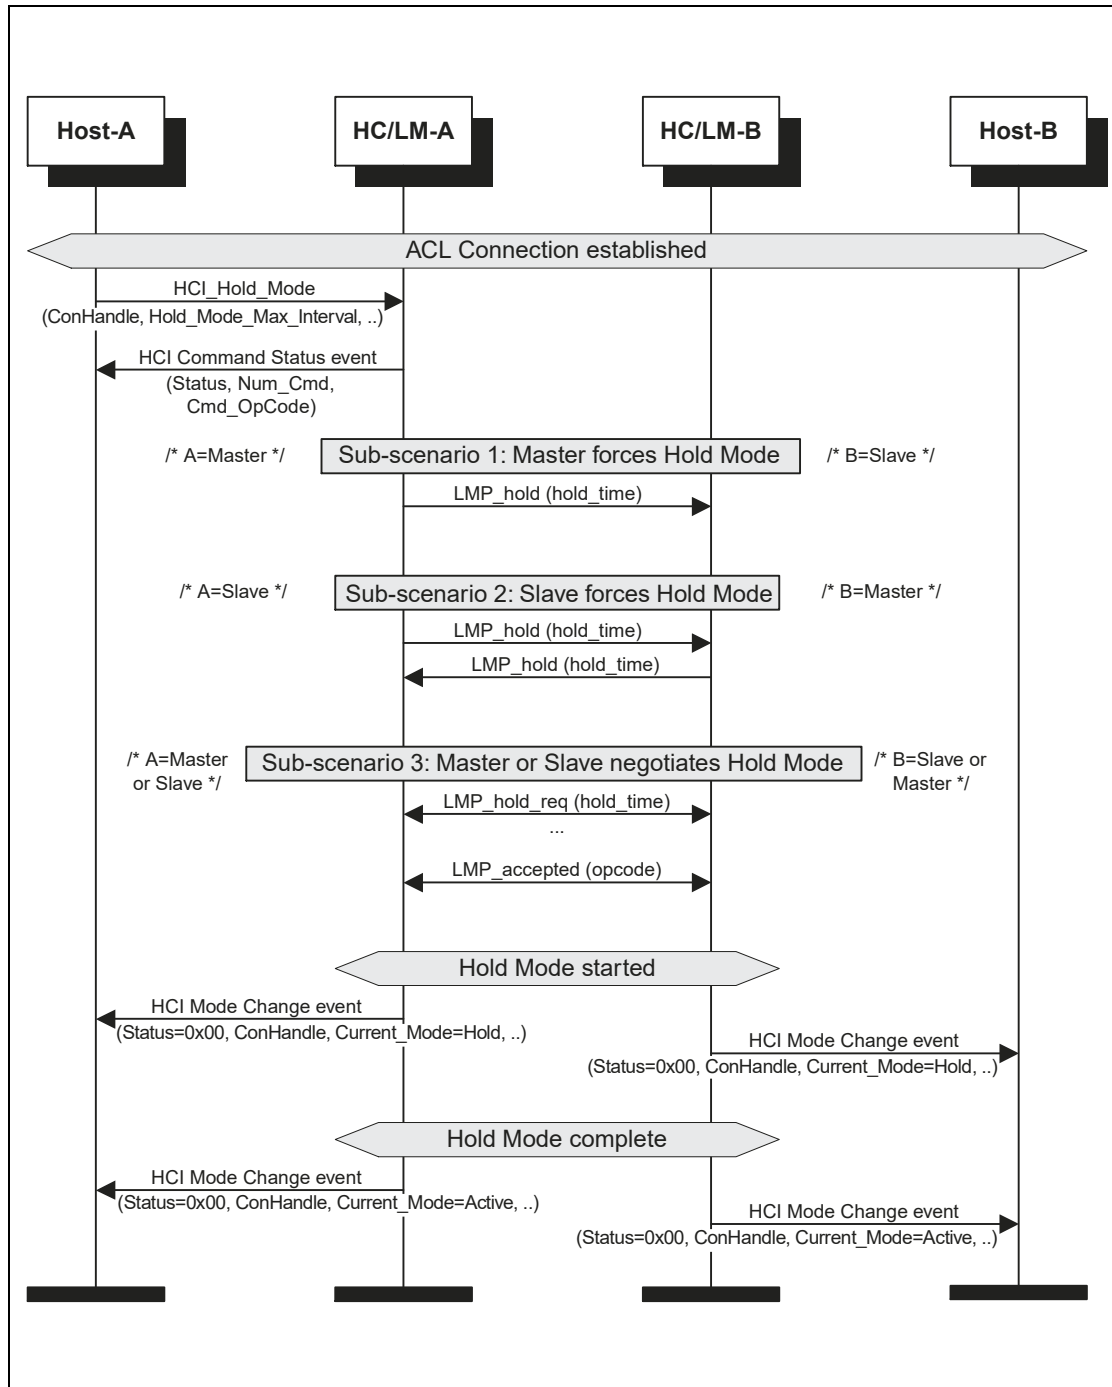 Host-A
HC/LM-A
HC/LM-B
Host-B
ACL Connection established
HCI_Hold_Mode
(ConHandle, Hold_Mode_Max_Interval, ..)
HCI Command Status event
(Status, Num_Cmd,
Cmd_OpCode)
/* A=Master */
Sub-scenario 1: Master forces Hold Mode
/* B=Slave */
LMP_hold (hold_time)
/* A=Slave */
Sub-scenario 2: Slave forces Hold Mode
/* B=Master */
LMP_hold (hold_time)
LMP_hold (hold_time)
/* A=Master
or Slave */
Sub-scenario 3: Master or Slave negotiates Hold Mode
/* B=Slave or
Master */
LMP_hold_req (hold_time)
...
LMP_accepted (opcode)
Hold Mode started
HCI Mode Change event
(Status=0x00, ConHandle, Current_Mode=Hold, ..)
HCI Mode Change event
(Status=0x00, ConHandle, Current_Mode=Hold, ..)
Hold Mode complete
HCI Mode Change event
(Status=0x00, ConHandle, Current_Mode=Active, ..)
HCI Mode Change event
(Status=0x00, ConHandle, Current_Mode=Active, ..)